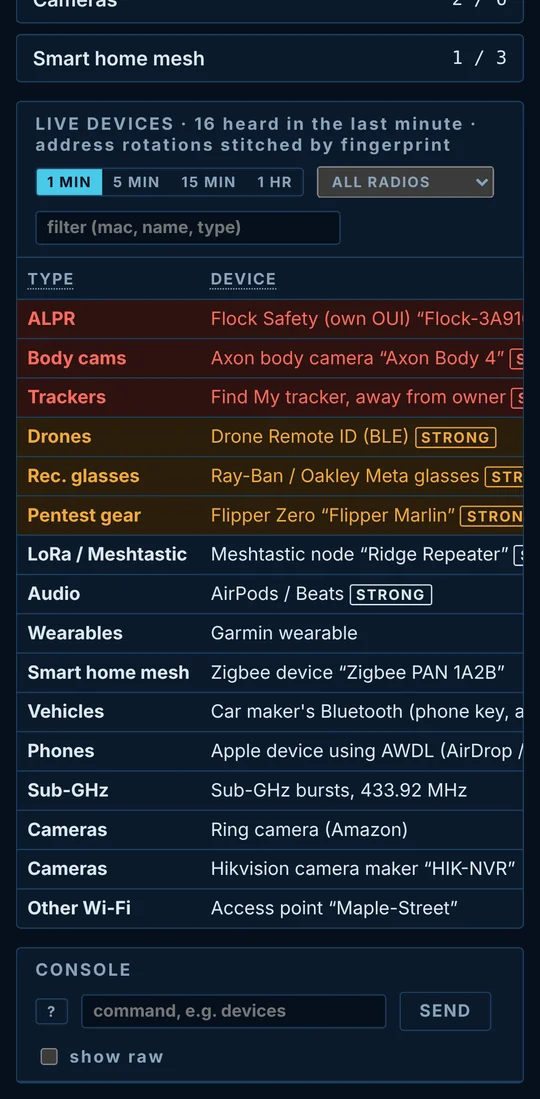 Cameras 2 / 6
Smart home mesh 1 / 3
LIVE DEVICES · 16 heard in the last minute ·
address rotations stitched by fingerprint
1 MIN 5 MIN 15 MIN 1 HR ALL RADIOS
filter (mac, name, type)
TYPE DEVICE
ALPR Flock Safety (own OUI) “Flock-3A91
Body cams Axon body camera “Axon Body 4”
Trackers Find My tracker, away from owner
Drones Drone Remote ID (BLE) STRONG
Rec. glasses Ray-Ban / Oakley Meta glasses STR
Pentest gear Flipper Zero “Flipper Marlin” STRON
LoRa / Meshtastic Meshtastic node “Ridge Repeater”
Audio AirPods / Beats STRONG
Wearables Garmin wearable
Smart home mesh Zigbee device “Zigbee PAN 1A2B”
Vehicles Car maker's Bluetooth (phone key, a
Phones Apple device using AWDL (AirDrop /
Sub-GHz Sub-GHz bursts, 433.92 MHz
Cameras Ring camera (Amazon)
Cameras Hikvision camera maker “HIK-NVR”
Other Wi-Fi Access point “Maple-Street”
CONSOLE
? command, e.g. devices SEND
show raw